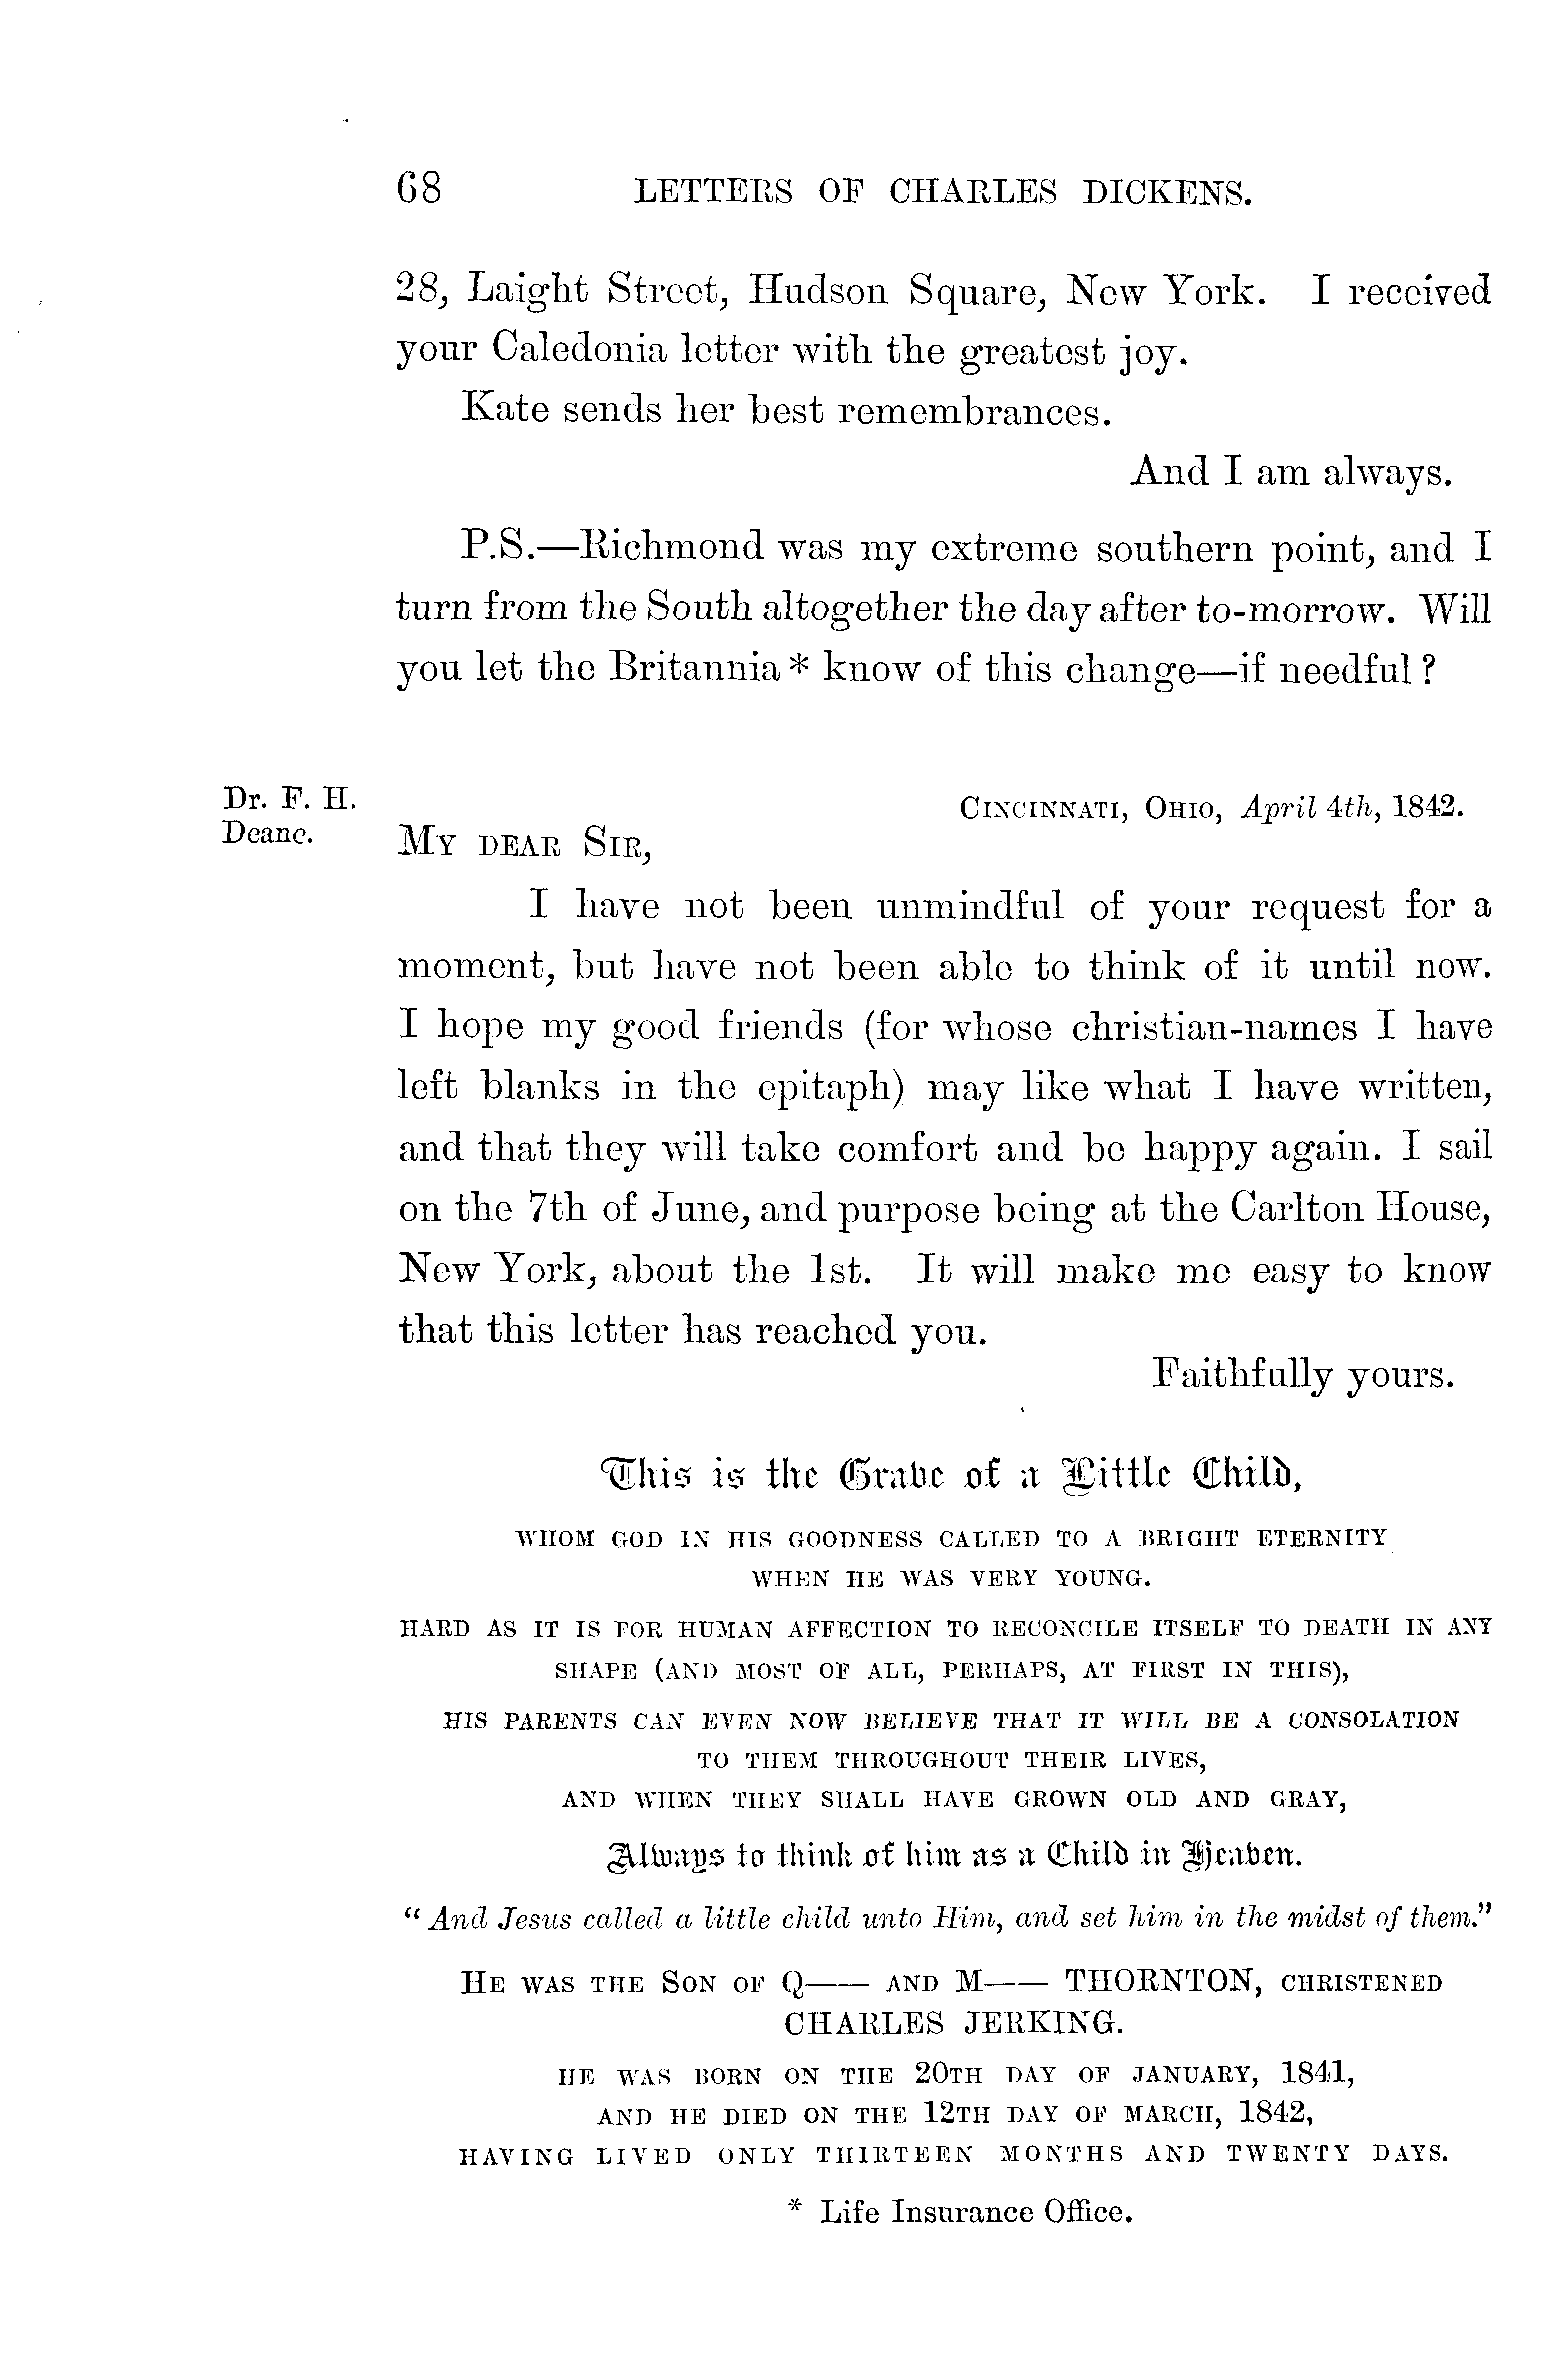 68 LETTERS OF CHARLES DICKENS.
28, Laight Street, Hudson Square, New York. I received
your Caledonia letter with the greatest joy.
Kate sends her best remembrances.
And I am always.
P.S.—Richmond was my extreme southern point, and I
turn from the South altogether the day after to-morrow. Will
you let the Britannia * know of this change—if needful ?
Dr. F. H.
Deane.
CINCINNATI, OHIO, April 4th, 1842.
MY DEAR SIR,
I have not been unmindful of your request for a
moment, but have not been able to think of it until now.
I hope my good friends (for whose christian-names I have
left blanks in the epitaph) may like what I have written,
and that they will take comfort and be happy again. I sail
on the 7th of June, and purpose being at the Carlton House,
New York, about the 1st. It will make me easy to know
that this letter has reached you.
Faithfully yours.
This is the Grave of a Little Child,
WHOM GOD IN HIS GOODNESS CALLED TO A BRIGHT ETERNITY
WHEN HE WAS VERY YOUNG.
HARD AS IT IS FOR HUMAN AFFECTION TO RECONCILE ITSELF TO DEATH IN ANY
SHAPE (AND MOST OF ALL, PERHAPS, AT FIRST IN THIS),
HIS PARENTS CAN EVEN NOW BELIEVE THAT IT WILL BE A CONSOLATION
TO THEM THROUGHOUT THEIR LIVES,
AND WHEN THEY SHALL HAVE GROWN OLD AND GRAY,
Always to think of him as a Child in Heaven.
"And Jesus called a little child unto Him, and set him in the midst of them."
HE WAS THE SON OF Q—— AND M—— THORNTON, CHRISTENED
CHARLES JERKING.
HE WAS BORN ON THE 20TH DAY OF JANUARY, 1841,
AND HE DIED ON THE 12TH DAY OF MARCH, 1842,
HAVING LIVED ONLY THIRTEEN MONTHS AND TWENTY DAYS.
* Life Insurance Office.